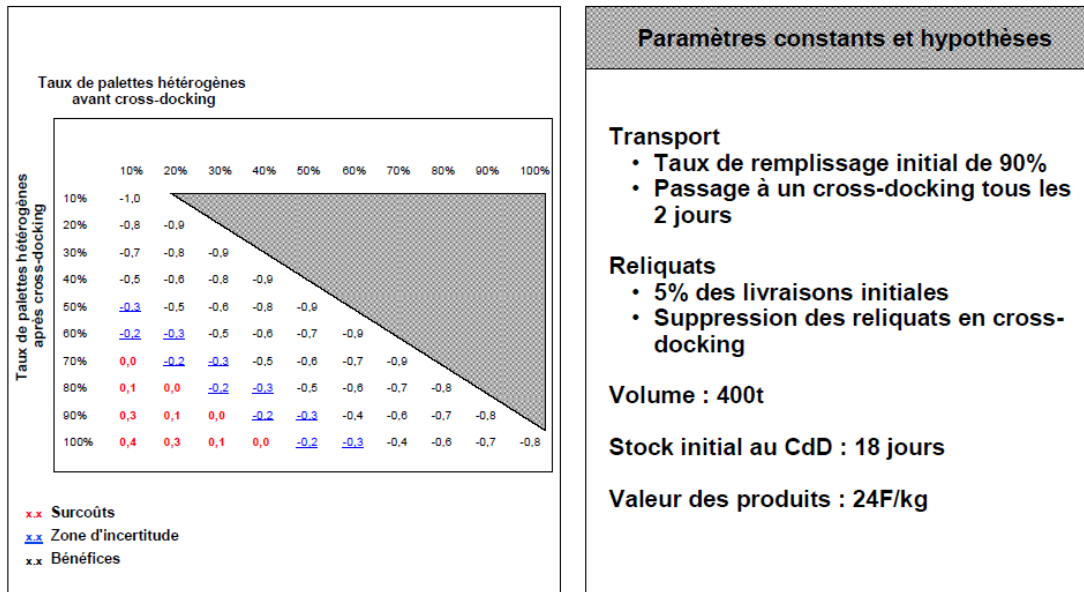 Taux de palettes hétérogènes
avant cross-docking
Taux de palettes hétérogènes
après cross-docking
10% 20% 30% 40% 50% 60% 70% 80% 90% 100%
10% -1,0
20% -0,8 -0,9
30% -0,7 -0,8 -0,9
40% -0,5 -0,6 -0,8 -0,9
50% -0,3 -0,5 -0,6 -0,8 -0,9
60% -0,2 -0,3 -0,5 -0,6 -0,7 -0,9
70% 0,0 -0,2 -0,3 -0,5 -0,6 -0,7 -0,9
80% 0,1 0,0 -0,2 -0,3 -0,5 -0,6 -0,7 -0,8
90% 0,3 0,1 0,0 -0,2 -0,3 -0,4 -0,6 -0,7 -0,8
100% 0,4 0,3 0,1 0,0 -0,2 -0,3 -0,4 -0,6 -0,7 -0,8
x.x Surcoûts
x.x Zone d'incertitude
x.x Bénéfices
Paramètres constants et hypothèses
Transport
• Taux de remplissage initial de 90%
• Passage à un cross-docking tous les
2 jours
Reliquats
• 5% des livraisons initiales
• Suppression des reliquats en cross-
docking
Volume : 400t
Stock initial au CdD : 18 jours
Valeur des produits : 24F/kg